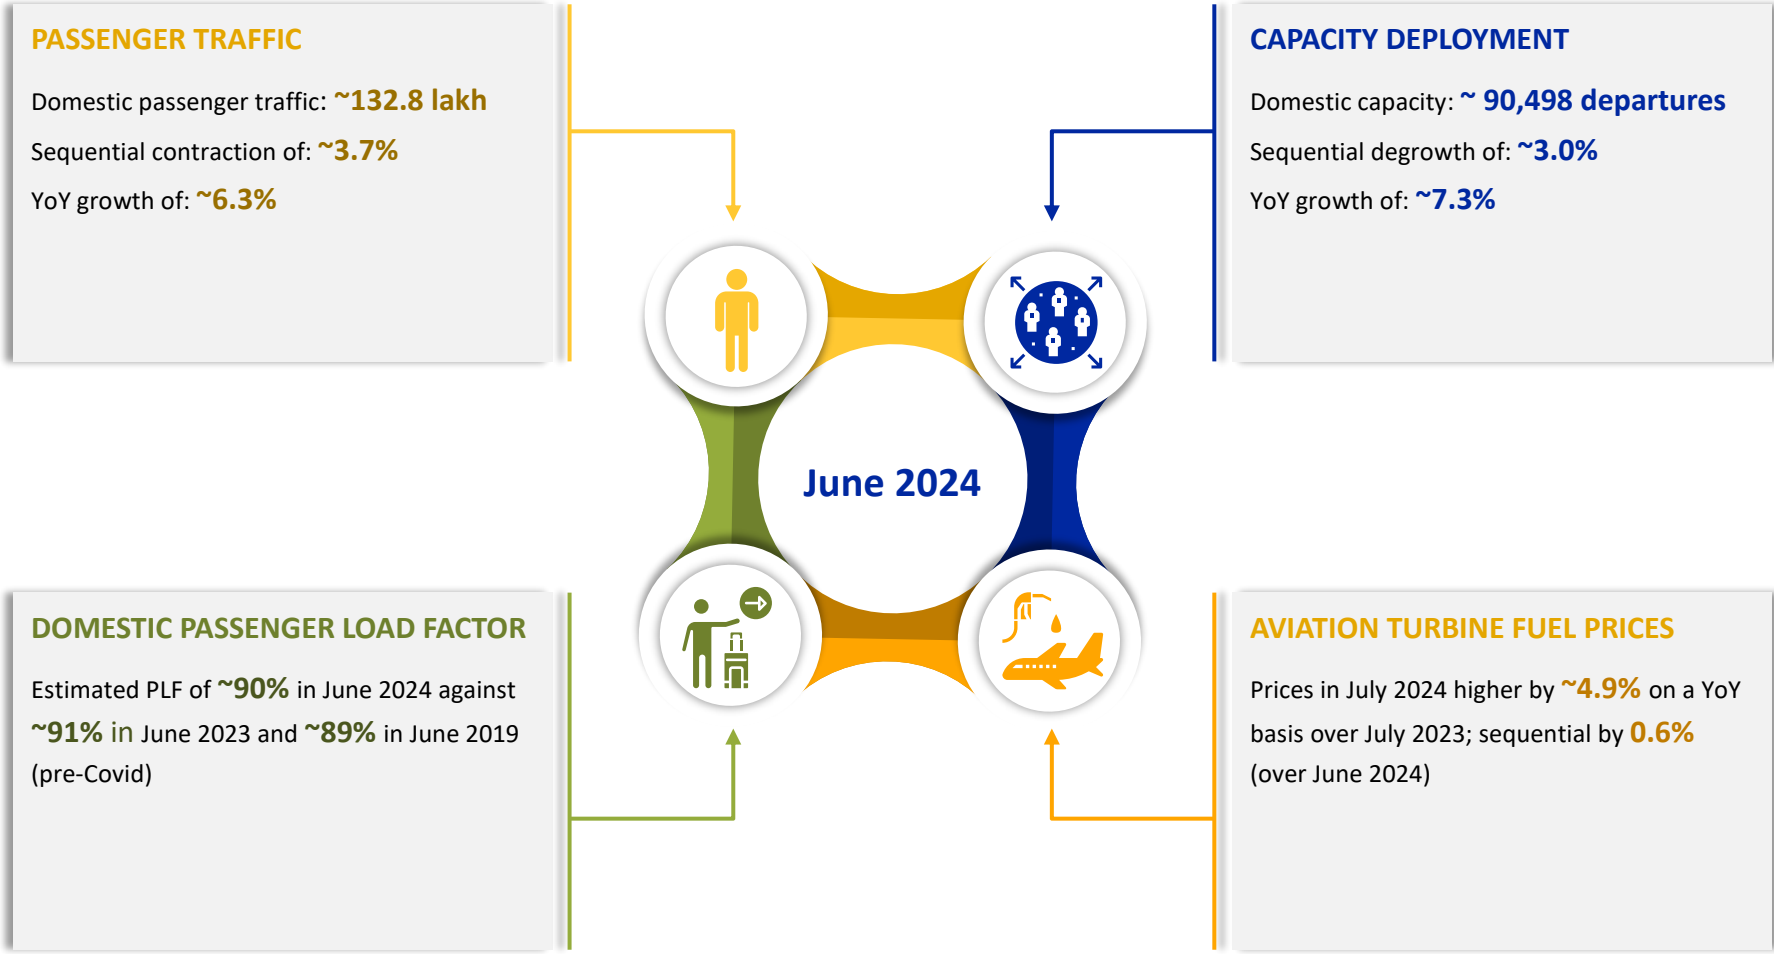 PASSENGER TRAFFIC
Domestic passenger traffic: ~132.8 lakh
Sequential contraction of: ~3.7%
YoY growth of: ~6.3%
CAPACITY DEPLOYMENT
Domestic capacity: ~ 90,498 departures
Sequential degrowth of: ~3.0%
YoY growth of: ~7.3%
June 2024
DOMESTIC PASSENGER LOAD FACTOR
Estimated PLF of ~90% in June 2024 against
~91% in June 2023 and ~89% in June 2019
(pre-Covid)
AVIATION TURBINE FUEL PRICES
Prices in July 2024 higher by ~4.9% on a YoY
basis over July 2023; sequential by 0.6%
(over June 2024)